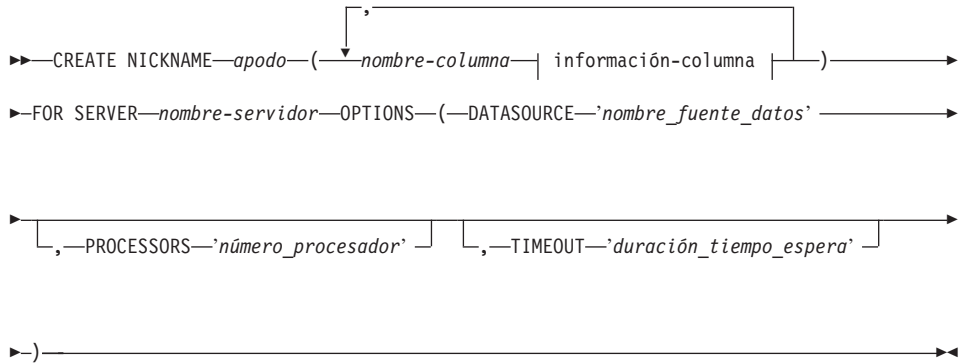 ,
CREATE NICKNAME apodo ( nombre-columna información-columna )
FOR SERVER nombre-servidor OPTIONS ( DATASOURCE 'nombre_fuente_datos'
, PROCESSORS 'número_procesador' , TIMEOUT 'duración_tiempo_espera'
)